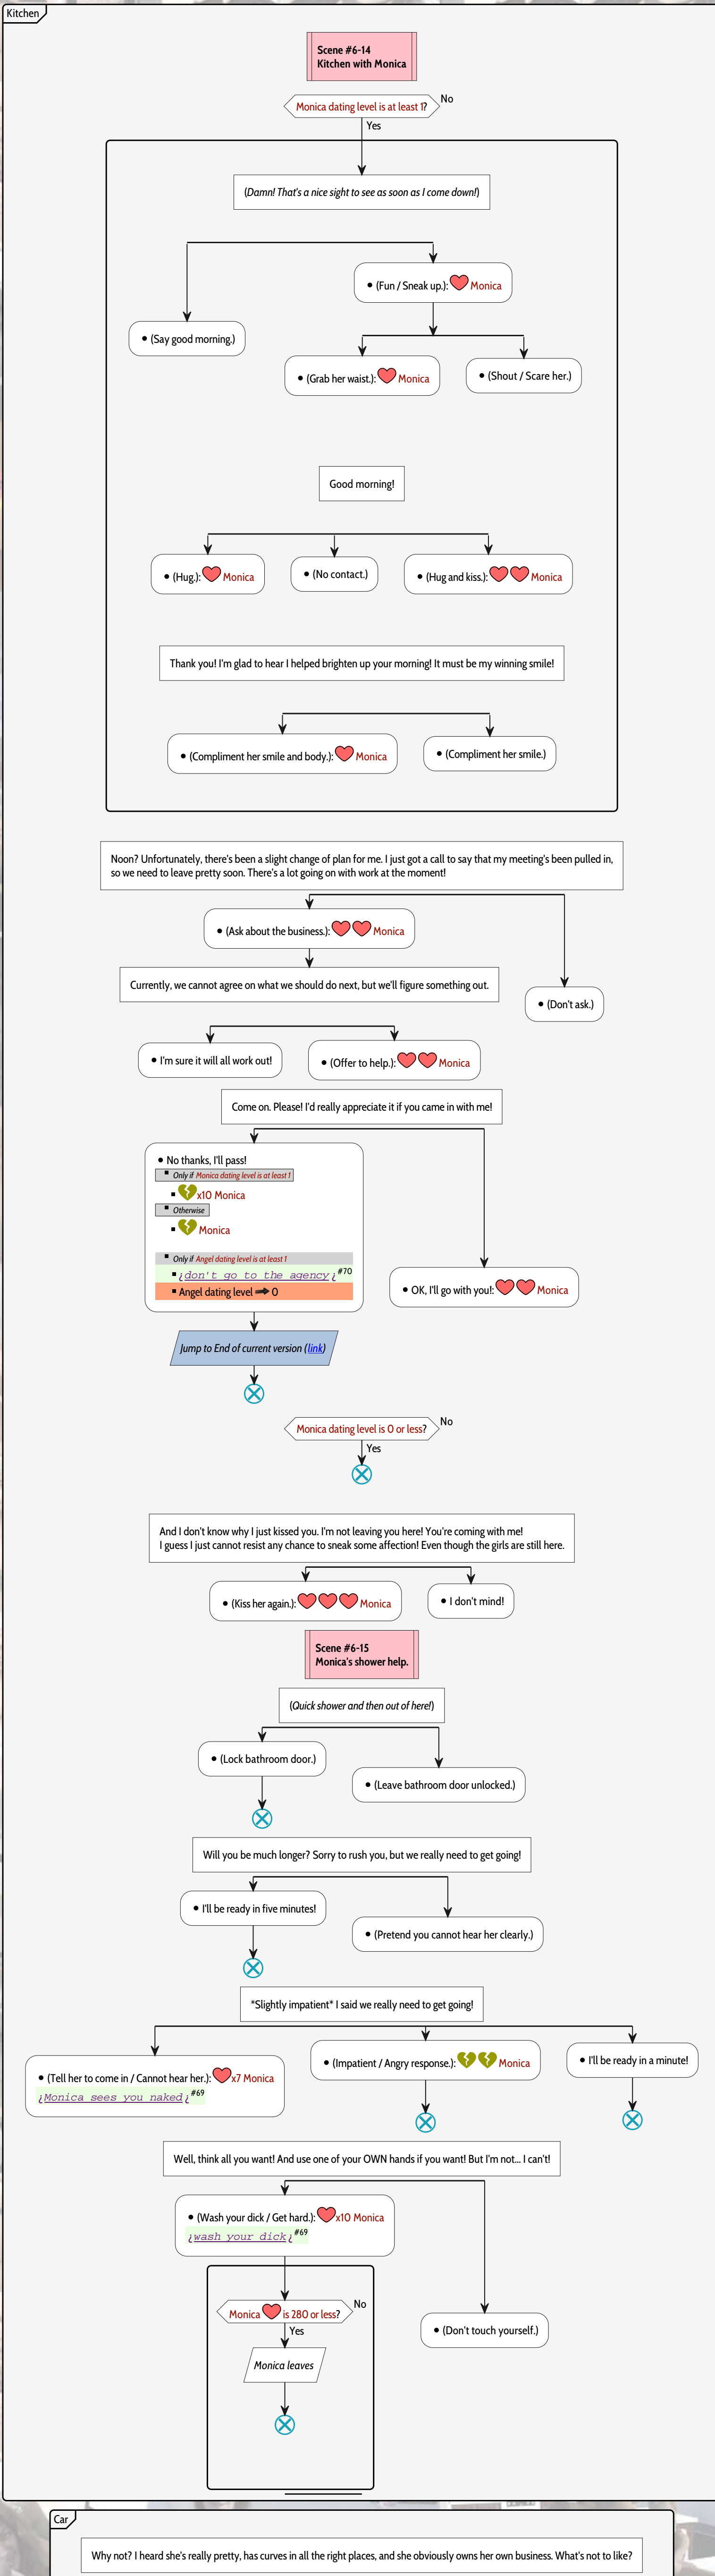 Kitchen
Scene #6-14
Kitchen with Monica
Monica dating level is at least 1?
No
Yes
(Damn! That's a nice sight to see as soon as I come down!)
• (Fun / Sneak up.): Monica
• (Say good morning.)
• (Grab her waist.): Monica
• (Shout / Scare her.)
Good morning!
• (Hug.): Monica
• (No contact.)
• (Hug and kiss.): Monica
Thank you! I'm glad to hear I helped brighten up your morning! It must be my winning smile!
• (Compliment her smile and body.): Monica
• (Compliment her smile.)
Noon? Unfortunately, there's been a slight change of plan for me. I just got a call to say that my meeting's been pulled in,
so we need to leave pretty soon. There's a lot going on with work at the moment!
• (Ask about the business.): Monica
Currently, we cannot agree on what we should do next, but we'll figure something out.
• (Don't ask.)
• I'm sure it will all work out!
• (Offer to help.): Monica
Come on. Please! I'd really appreciate it if you came in with me!
• No thanks, I'll pass!
Only if Monica dating level is at least 1
x10 Monica
Otherwise
Monica
Only if Angel dating level is at least 1
¿don't go to the agency¿ #70
Angel dating level ➡ 0
• OK, I'll go with you!: Monica
Jump to End of current version (link)
Monica dating level is 0 or less?
No
Yes
And I don't know why I just kissed you. I'm not leaving you here! You're coming with me!
I guess I just cannot resist any chance to sneak some affection! Even though the girls are still here.
• (Kiss her again.): Monica
• I don't mind!
Scene #6-15
Monica's shower help.
(Quick shower and then out of here!)
• (Lock bathroom door.)
• (Leave bathroom door unlocked.)
Will you be much longer? Sorry to rush you, but we really need to get going!
• I'll be ready in five minutes!
• (Pretend you cannot hear her clearly.)
*Slightly impatient* I said we really need to get going!
• (Tell her to come in / Cannot hear her.): x7 Monica
¿Monica sees you naked¿ #69
• (Impatient / Angry response.): Monica
• I'll be ready in a minute!
Well, think all you want! And use one of your OWN hands if you want! But I'm not... I can't!
• (Wash your dick / Get hard.): x10 Monica
¿wash your dick¿ #69
Monica is 280 or less?
No
Yes
• (Don't touch yourself.)
Monica leaves
Car
Why not? I heard she's really pretty, has curves in all the right places, and she obviously owns her own business. What's not to like?